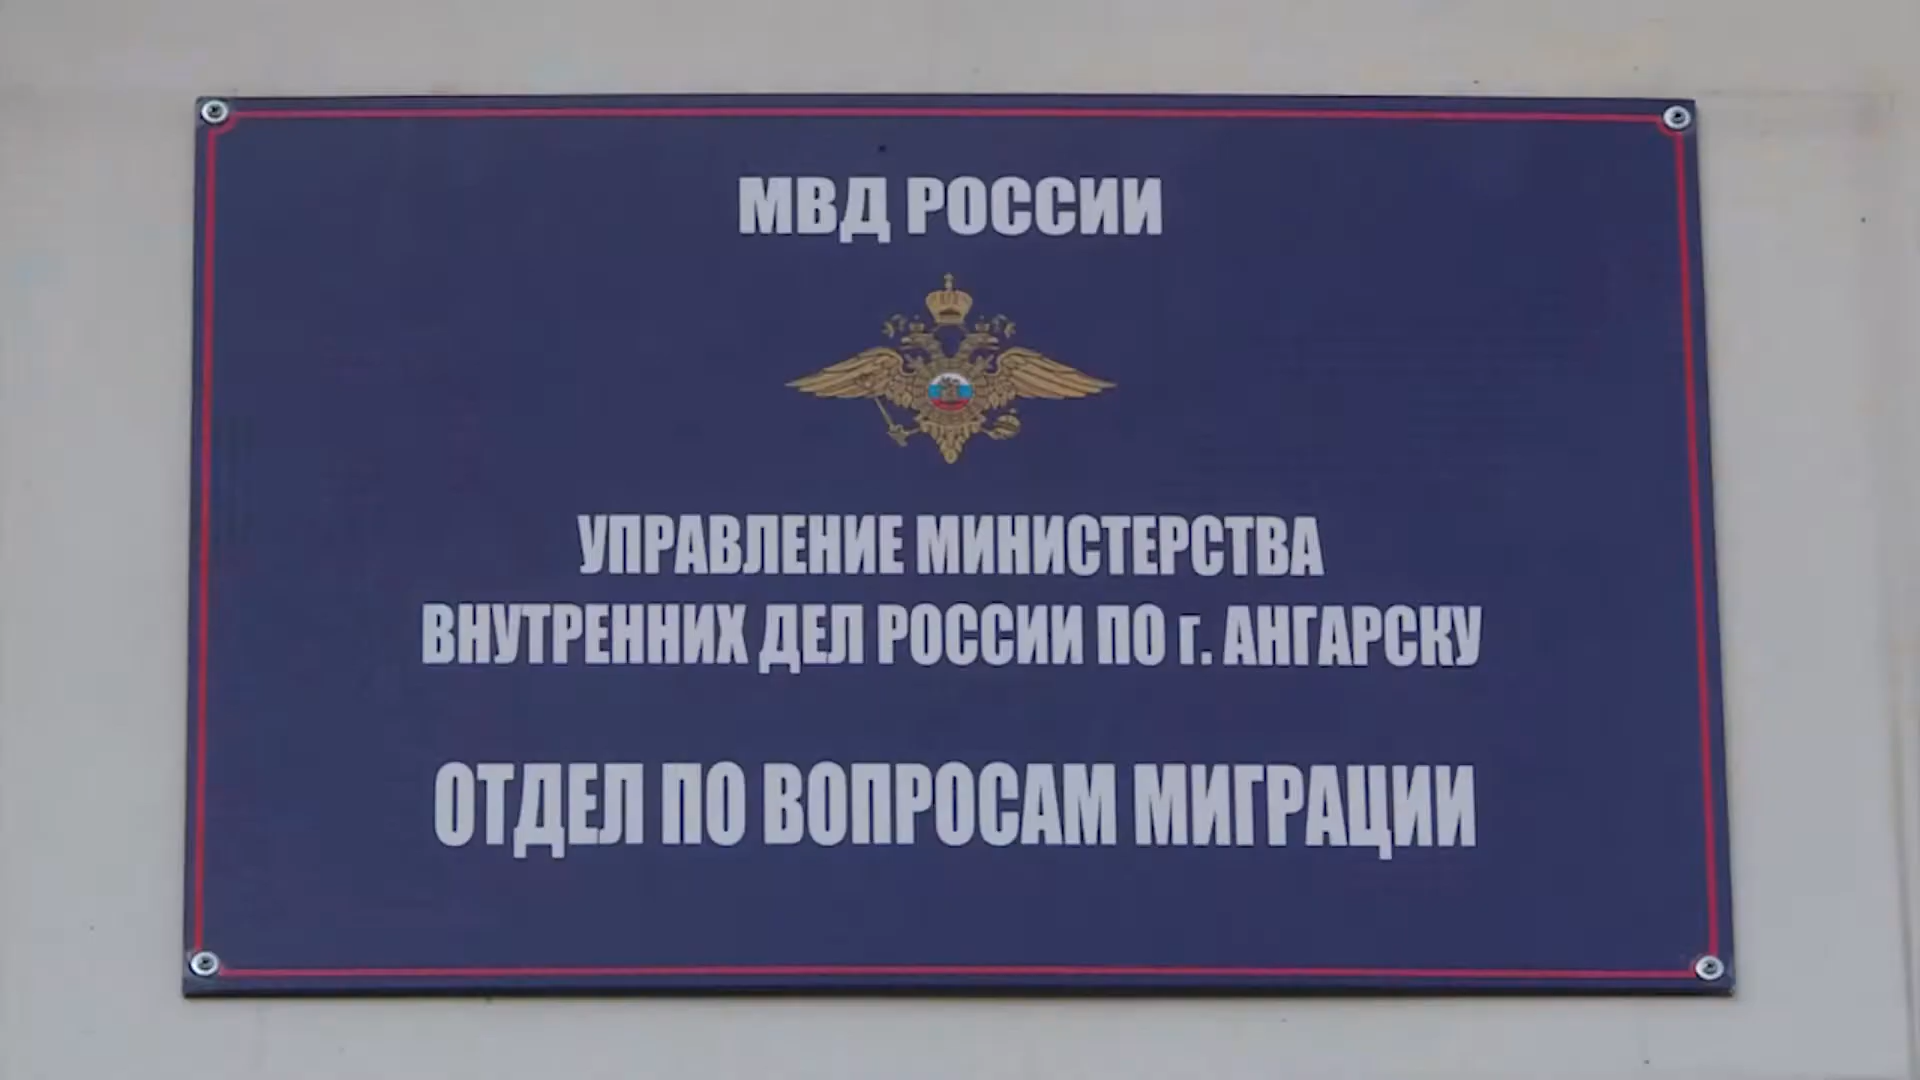 МВД РОССИИ
УПРАВЛЕНИЕ МИНИСТЕРСТВА
ВНУТРЕННИХ ДЕЛ РОССИИ ПО г. АНГАРСКУ
ОТДЕЛ ПО ВОПРОСАМ МИГРАЦИИ